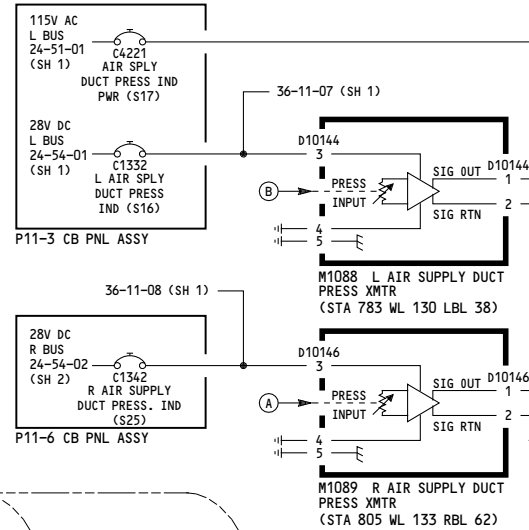 115V AC
L BUS
24-51-01
(SH 1)
C4221
AIR SPLY
DUCT PRESS IND
PWR (S17)
36-11-07 (SH 1)
28V DC
L BUS
24-54-01
(SH 1)
C1332
L AIR SPLY
DUCT PRESS
IND (S16)
P11-3 CB PNL ASSY
D10144
3
B
PRESS
INPUT
SIG OUT
D10144
1
2
SIG RTN
4
5
M1088 L AIR SUPPLY DUCT
PRESS XMTR
(STA 783 WL 130 LBL 38)
36-11-08 (SH 1)
28V DC
R BUS
24-54-02
(SH 2)
C1342
R AIR SUPPLY
DUCT PRESS. IND
(S25)
P11-6 CB PNL ASSY
D10146
3
A
PRESS
INPUT
SIG OUT
D10146
1
2
SIG RTN
4
5
M1089 R AIR SUPPLY DUCT
PRESS XMTR
(STA 805 WL 133 RBL 62)